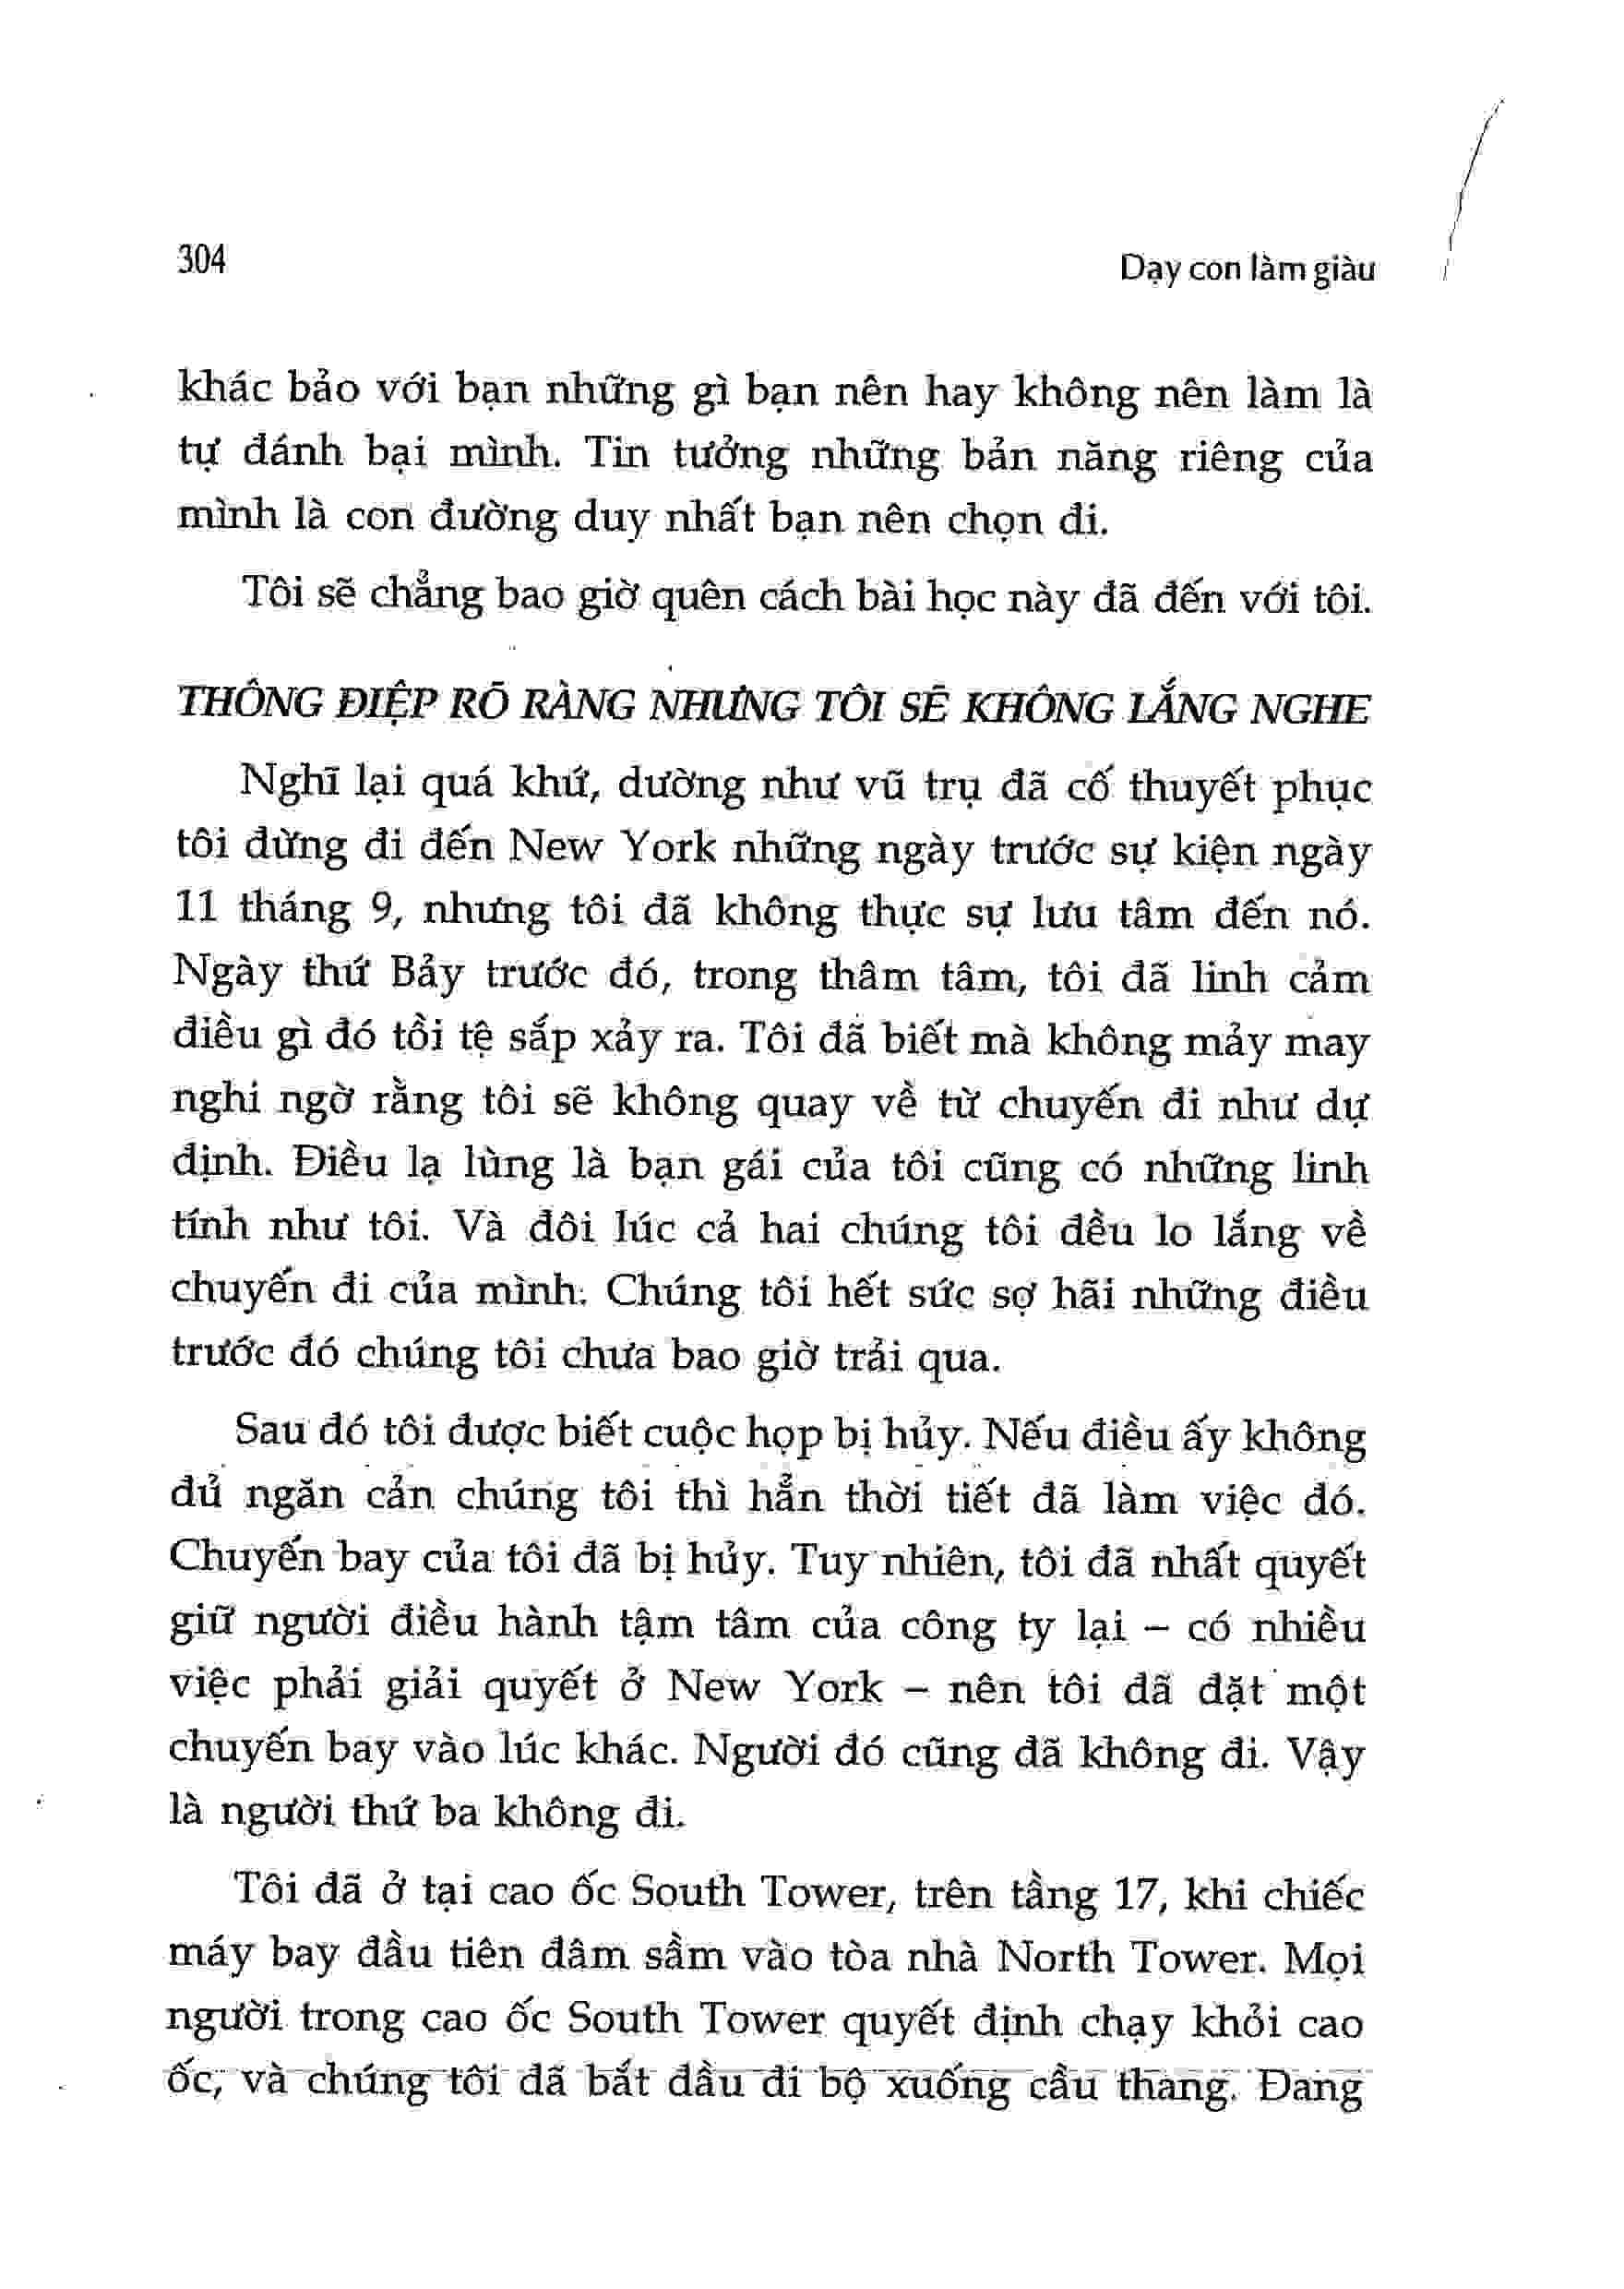 304
Dạy con làm giàu
khác bảo với bạn những gì bạn nên hay không nên làm là
tự đánh bại mình. Tin tưởng những bản năng riêng của
mình là con đường duy nhất bạn nên chọn đi.
Tôi sẽ chẳng bao giờ quên cách bài học này đã đến với tôi.
THÔNG ĐIỆP RÕ RÀNG NHƯNG TÔI SẼ KHÔNG LẮNG NGHE
Nghĩ lại quá khứ, dường như vũ trụ đã cố thuyết phục
tôi đừng đi đến New York những ngày trước sự kiện ngày
11 tháng 9, nhưng tôi đã không thực sự lưu tâm đến nó.
Ngày thứ Bảy trước đó, trong thâm tâm, tôi đã linh cảm
điều gì đó tồi tệ sắp xảy ra. Tôi đã biết mà không mảy may
nghi ngờ rằng tôi sẽ không quay về từ chuyến đi như dự
định. Điều lạ lùng là bạn gái của tôi cũng có những linh
tính như tôi. Và đôi lúc cả hai chúng tôi đều lo lắng về
chuyến đi của mình. Chúng tôi hết sức sợ hãi những điều
trước đó chúng tôi chưa bao giờ trải qua.
Sau đó tôi được biết cuộc họp bị hủy. Nếu điều ấy không
đủ ngăn cản chúng tôi thì hẳn thời tiết đã làm việc đó.
Chuyến bay của tôi đã bị hủy. Tuy nhiên, tôi đã nhất quyết
giữ người điều hành tậm tâm của công ty lại – có nhiều
việc phải giải quyết ở New York – nên tôi đã đặt một
chuyến bay vào lúc khác. Người đó cũng đã không đi. Vậy
là người thứ ba không đi.
Tôi đã ở tại cao ốc South Tower, trên tầng 17, khi chiếc
máy bay đầu tiên đâm sầm vào tòa nhà North Tower. Mọi
người trong cao ốc South Tower quyết định chạy khỏi cao
ốc, và chúng tôi đã bắt đầu đi bộ xuống cầu thang. Đang